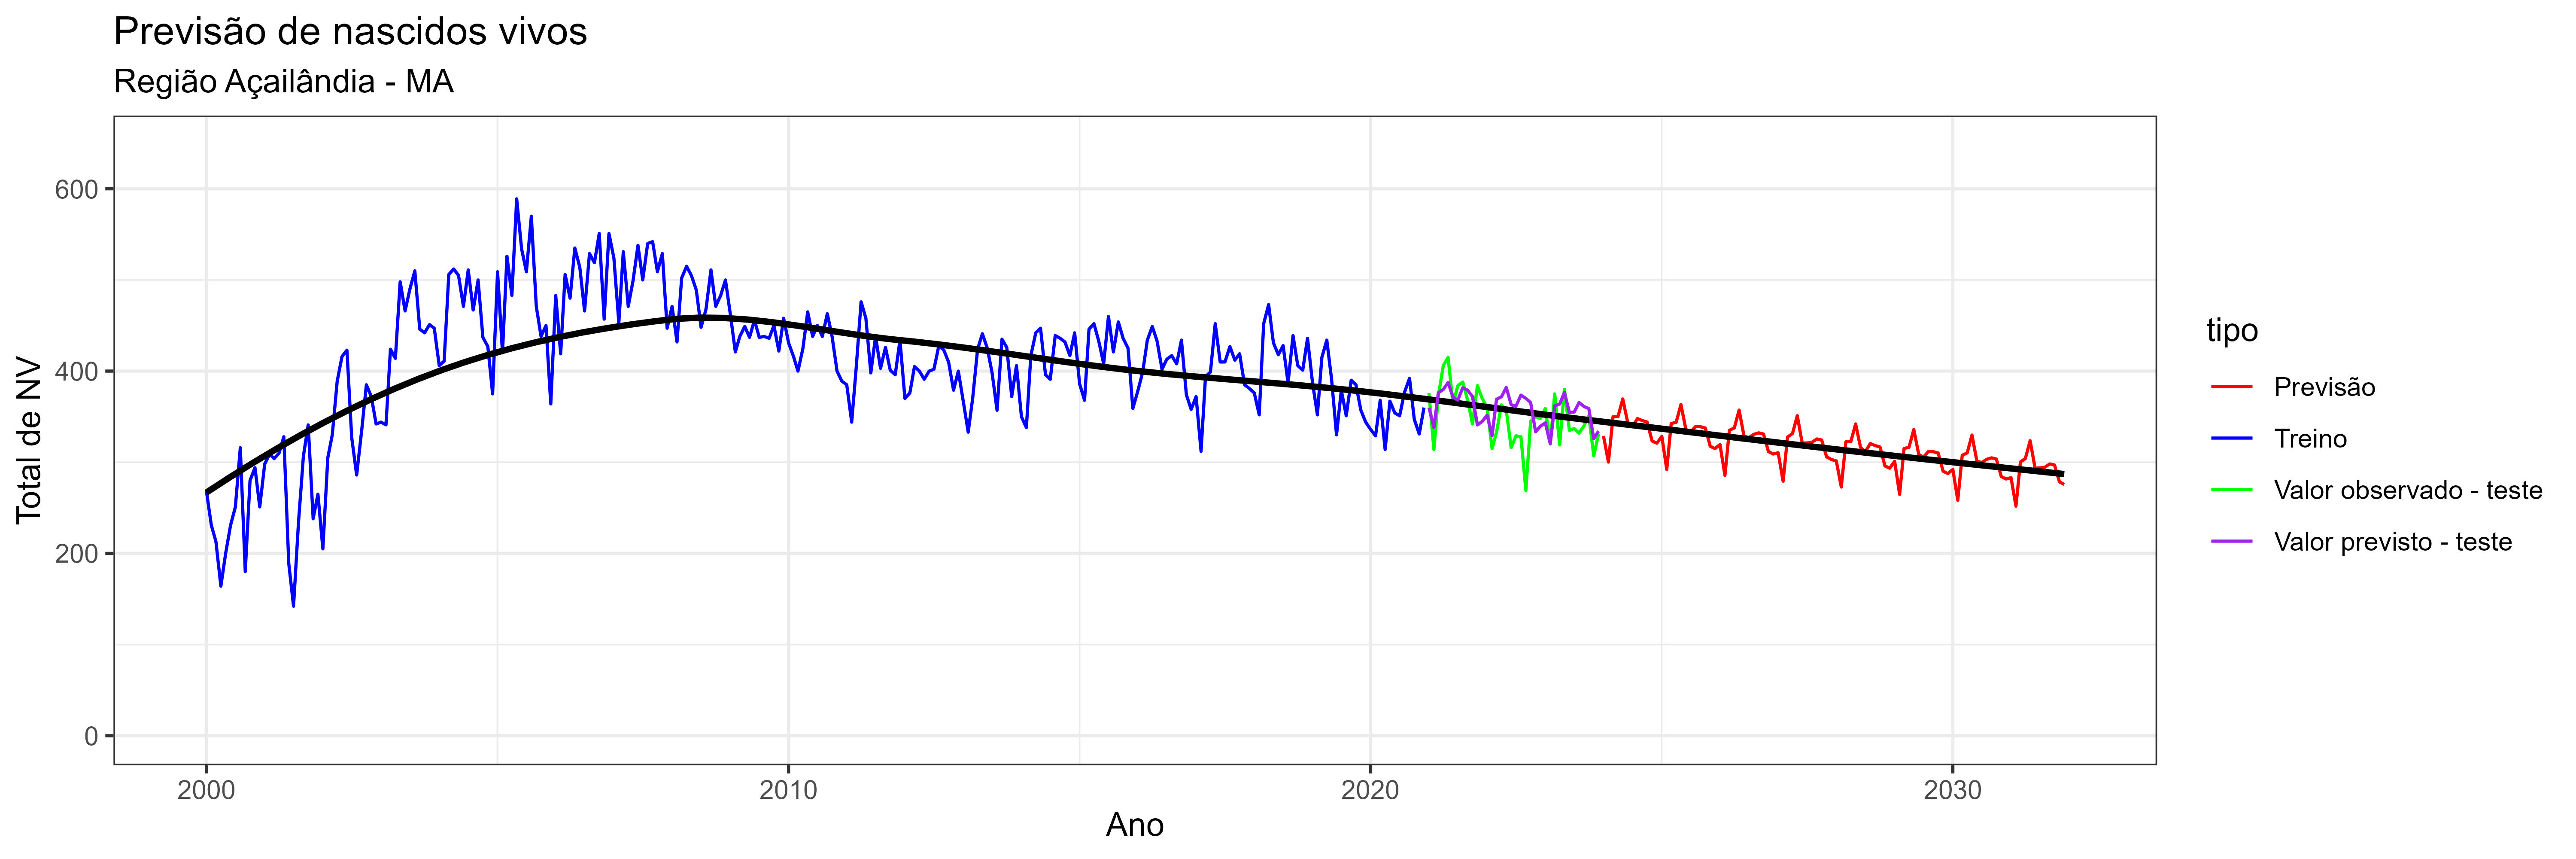 Previsão de nascidos vivos
Região Açailândia - MA
Total de NV
600
400
200
0
2000
2010
2020
2030
Ano
tipo
Previsão
Treino
Valor observado - teste
Valor previsto - teste